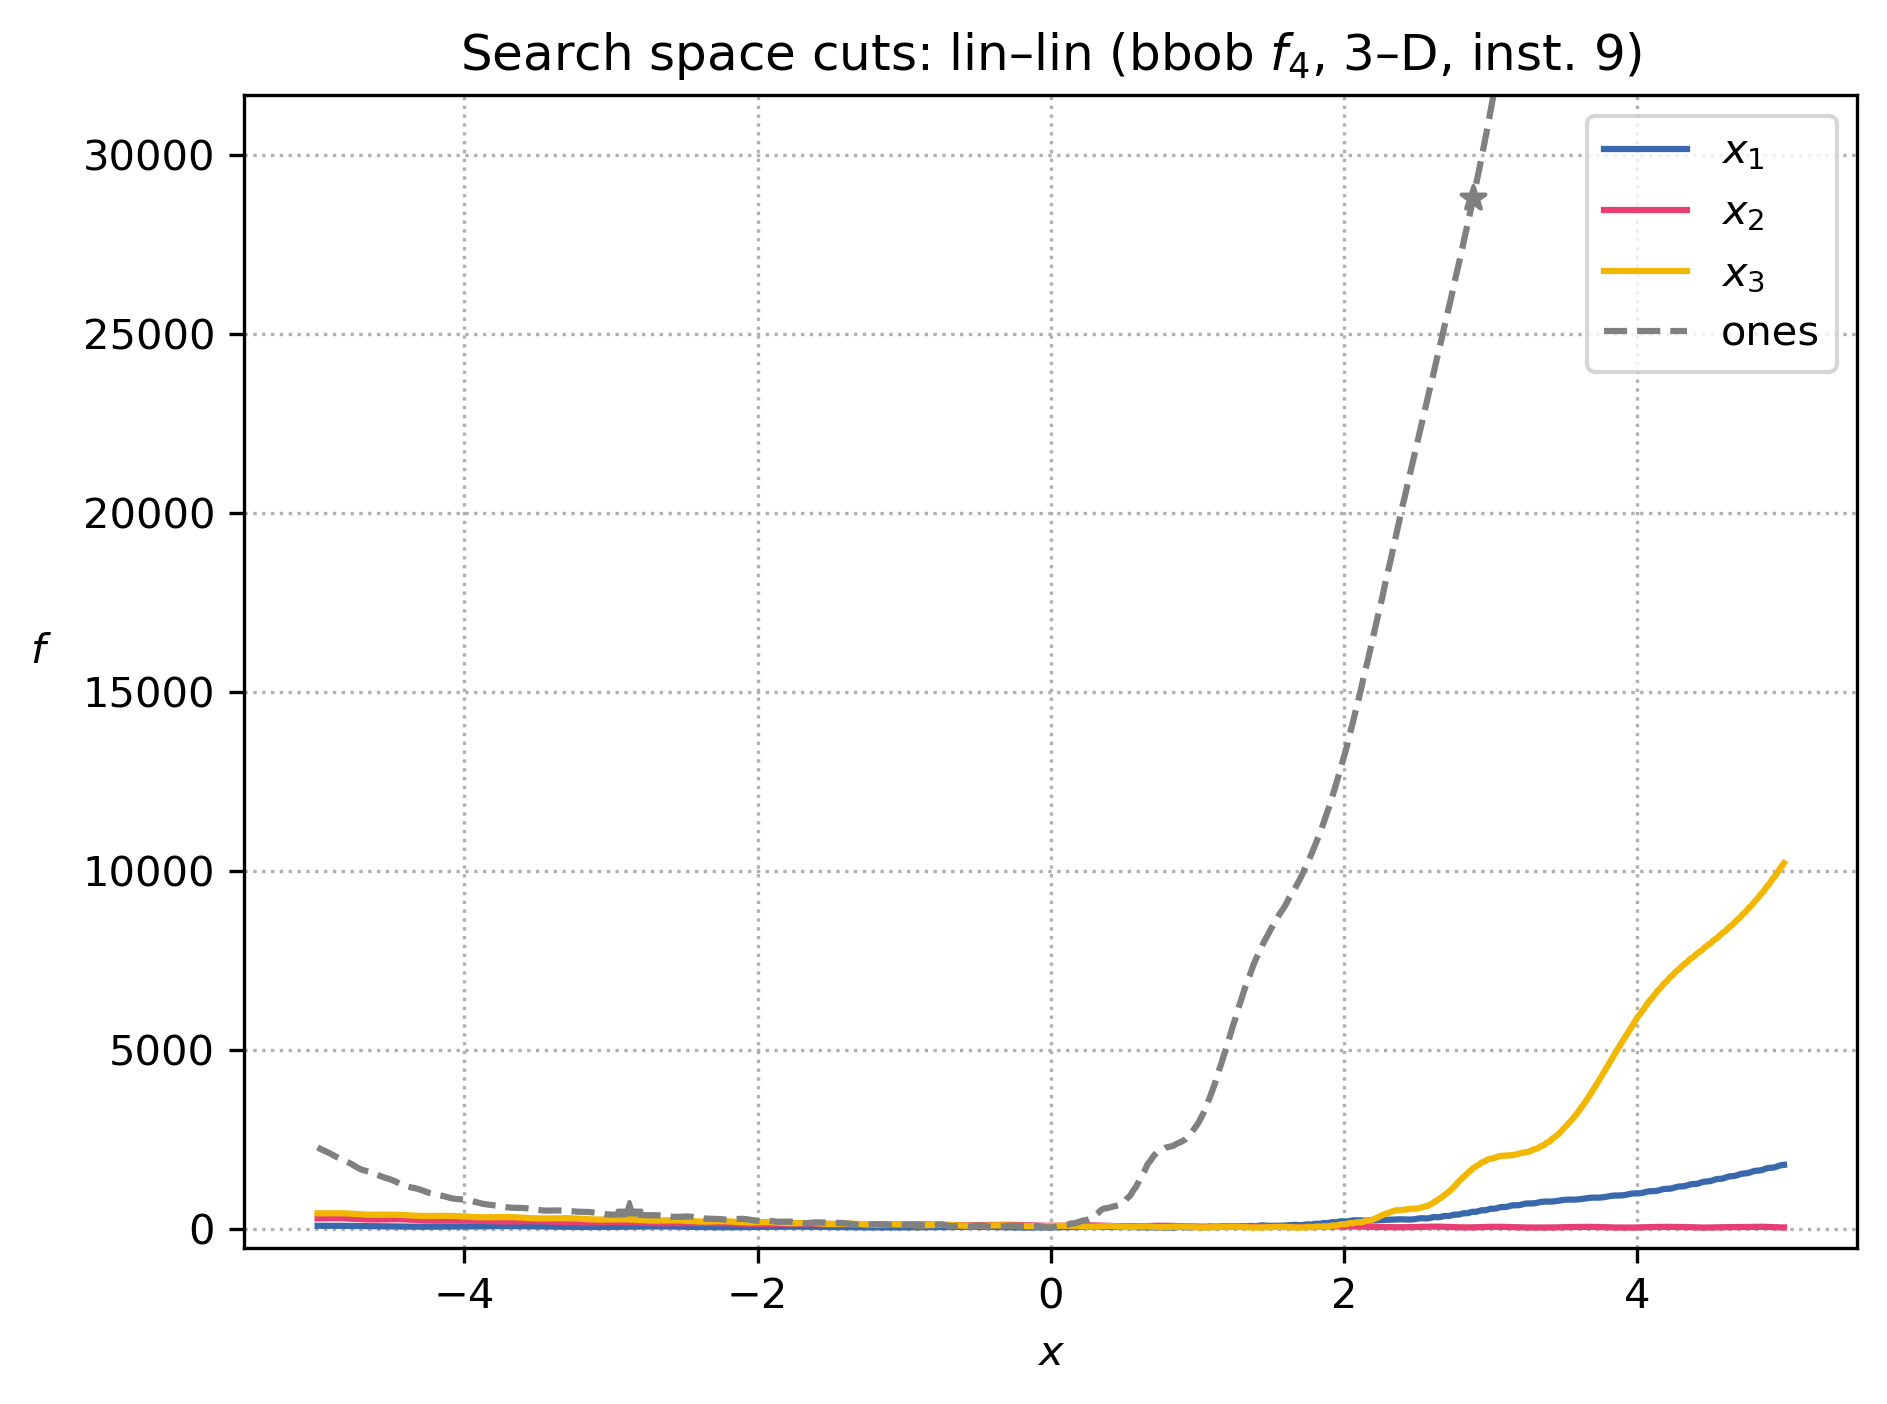 Search space cuts: lin–lin (bbob f₄, 3–D, inst. 9)
30000
25000
20000
15000
10000
5000
0
f
−4
−2
0
2
4
x
x₁
x₂
x₃
ones